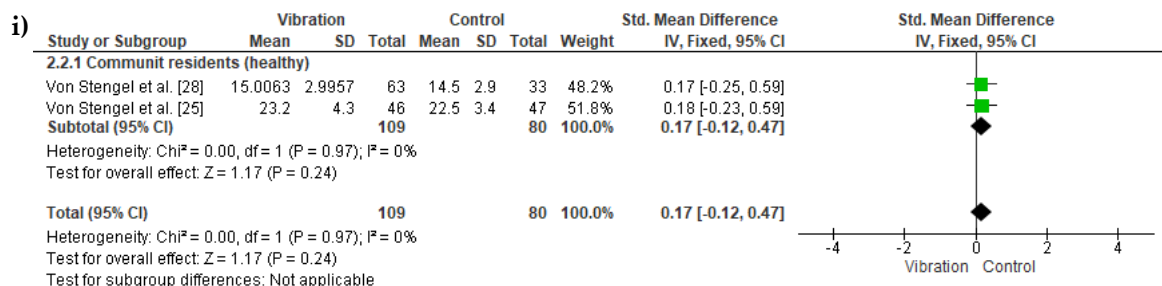 i) Vibration Control Std. Mean Difference Std. Mean Difference
Study or Subgroup Mean SD Total Mean SD Total Weight IV, Fixed, 95% CI IV, Fixed, 95% CI
2.2.1 Communit residents (healthy)
Von Stengel et al. [28] 15.0063 2.9957 63 14.5 2.9 33 48.2% 0.17 [-0.25, 0.59]
Von Stengel et al. [25] 23.2 4.3 46 22.5 3.4 47 51.8% 0.18 [-0.23, 0.59]
Subtotal (95% CI) 109 80 100.0% 0.17 [-0.12, 0.47]
Heterogeneity: Chi² = 0.00, df = 1 (P = 0.97); I² = 0%
Test for overall effect: Z = 1.17 (P = 0.24)
Total (95% CI) 109 80 100.0% 0.17 [-0.12, 0.47]
Heterogeneity: Chi² = 0.00, df = 1 (P = 0.97); I² = 0%
Test for overall effect: Z = 1.17 (P = 0.24)
Test for subgroup differences: Not applicable
-4 -2 0 2 4
Vibration Control